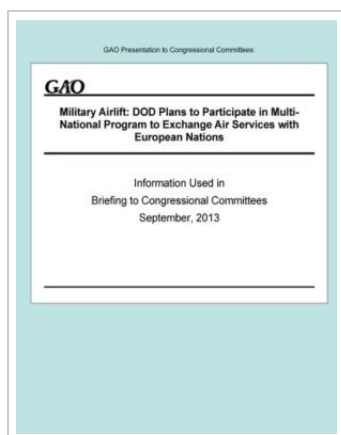 GAO Presentation to Congressional Committees
GAO
Military Airlift: DOD Plans to Participate in Multi-
National Program to Exchange Air Services with
European Nations
Information Used in
Briefing to Congressional Committees
September, 2013